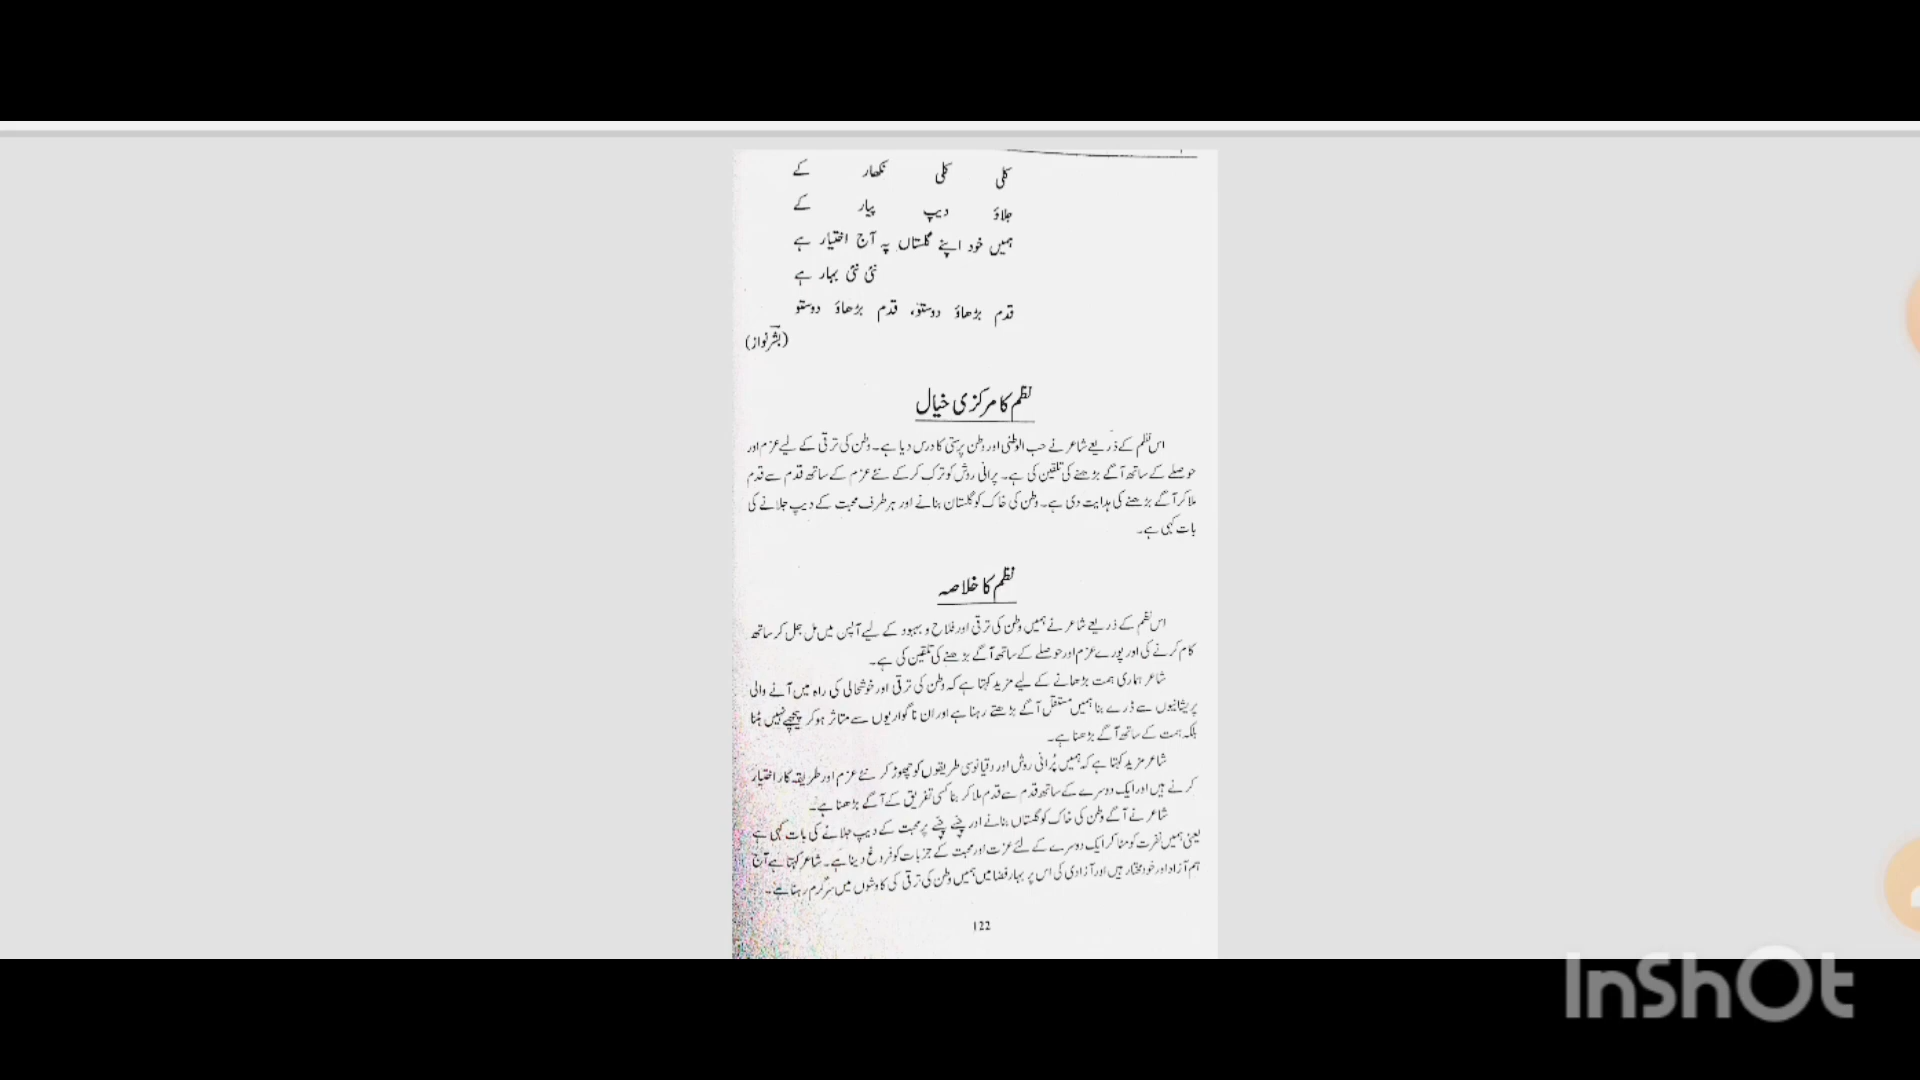 کلی کلی نکھار کے
جلاؤ دیپ پیار کے
ہمیں خود اپنے گلستاں پہ آج اختیار ہے
نئی نئی بہار ہے
قدم بڑھاؤ دوستو، قدم بڑھاؤ دوستو
(بشر نواز)
نظم کا مرکزی خیال
اس نظم کے ذریعے شاعر نے حب الوطنی اور وطن پرستی کا درس دیا ہے۔ وطن کی ترقی کے لیے عزم اور
حوصلے کے ساتھ آگے بڑھنے کی تلقین کی ہے۔ پرانی روش کو ترک کر کے نئے عزم کے ساتھ قدم سے قدم
ملا کر آگے بڑھنے کی ہدایت دی ہے۔ وطن کی خاک کو گلستان بنانے اور ہر طرف محبت کے دیپ جلانے کی
بات کہی ہے۔
نظم کا خلاصہ
اس نظم کے ذریعے شاعر نے ہمیں وطن کی ترقی اور فلاح و بہبود کے لیے آپس میں مل جل کر ساتھ
کام کرنے کی اور پورے عزم اور حوصلے کے ساتھ آگے بڑھنے کی تلقین کی ہے۔
شاعر ہماری ہمت بڑھانے کے لیے مزید کہتا ہے کہ وطن کی ترقی اور خوشحالی کی راہ میں آنے والی
پریشانیوں سے ڈرے بنا ہمیں مستقل آگے بڑھتے رہنا ہے اور ان ناگواریوں سے متاثر ہو کر پیچھے نہیں ہٹنا
بلکہ ہمت کے ساتھ آگے بڑھنا ہے۔
شاعر مزید کہتا ہے کہ ہمیں پُرانی روش اور دقیانوسی طریقوں کو چھوڑ کر نئے عزم اور طریقہ کار اختیار
کرنے ہیں اور ایک دوسرے کے ساتھ قدم سے قدم ملا کر بنا کسی تفریق کے آگے بڑھنا ہے۔
شاعر نے آگے وطن کی خاک کو گلستاں بنانے اور چپے چپے پر محبت کے دیپ جلانے کی بات کہی ہے
یعنی ہمیں نفرت کو مٹا کر ایک دوسرے کے لئے عزت اور محبت کے جزبات کو فروغ دینا ہے۔ شاعر کہتا ہے آج
ہم آزاد اور خود مختار ہیں اور آزادی کی اس پر بہار فضا میں ہمیں وطن کی ترقی کی کاوشوں میں سرگرم رہنا ہے۔
122
InShOt